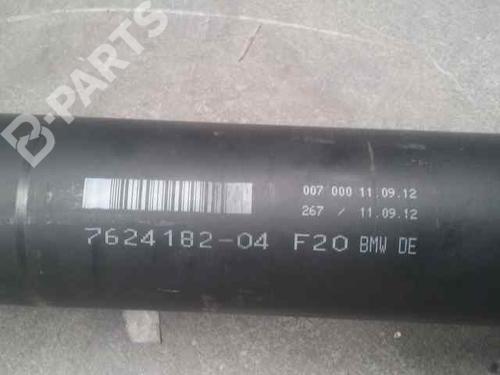 B-PARTS
007 000 11.09.12
267 / 11.09.12
7624182-04 F20 BMW DE